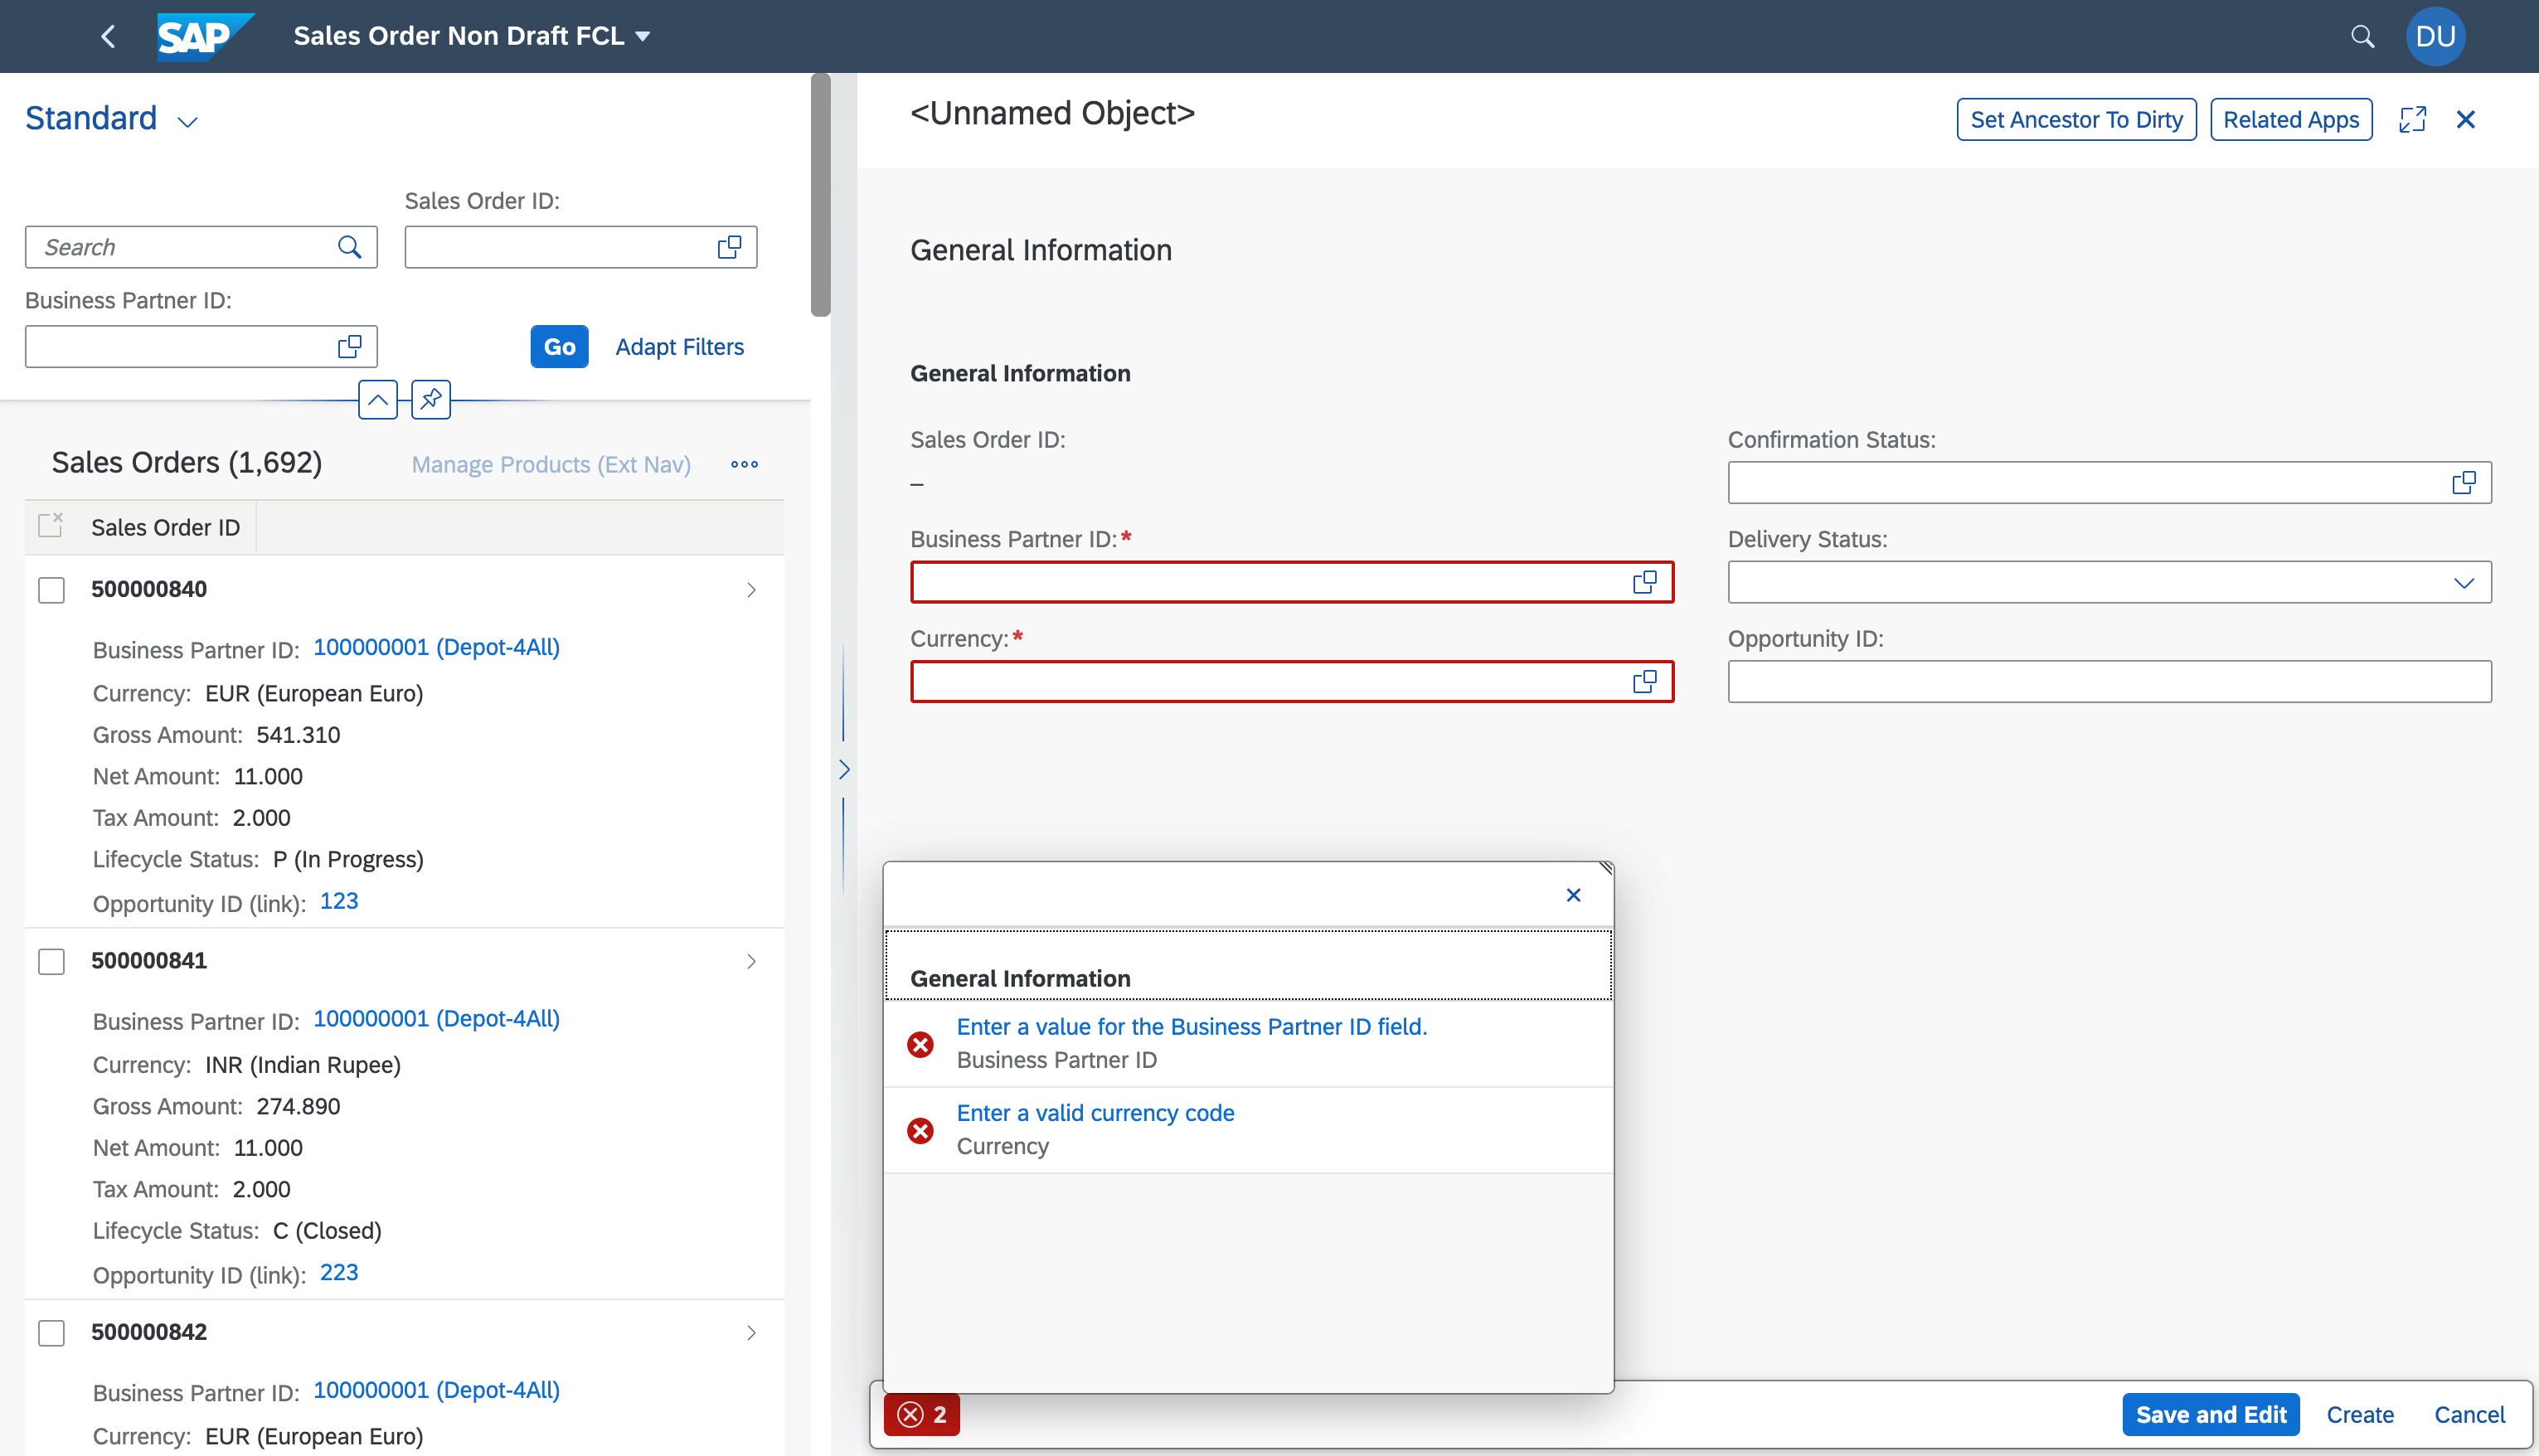 SAP Sales Order Non Draft FCL DU
Standard
Sales Order ID:
Search
Business Partner ID:
Go Adapt Filters
Sales Orders (1,692) Manage Products (Ext Nav)
Sales Order ID
500000840
Business Partner ID: 100000001 (Depot-4All)
Currency: EUR (European Euro)
Gross Amount: 541.310
Net Amount: 11.000
Tax Amount: 2.000
Lifecycle Status: P (In Progress)
Opportunity ID (link): 123
500000841
Business Partner ID: 100000001 (Depot-4All)
Currency: INR (Indian Rupee)
Gross Amount: 274.890
Net Amount: 11.000
Tax Amount: 2.000
Lifecycle Status: C (Closed)
Opportunity ID (link): 223
500000842
Business Partner ID: 100000001 (Depot-4All)
Currency: EUR (European Euro)
<Unnamed Object> Set Ancestor To Dirty Related Apps
General Information
General Information
Sales Order ID:
–
Business Partner ID:*
Currency:*
Confirmation Status:
Delivery Status:
Opportunity ID:
General Information
Enter a value for the Business Partner ID field.
Business Partner ID
Enter a valid currency code
Currency
2 Save and Edit Create Cancel